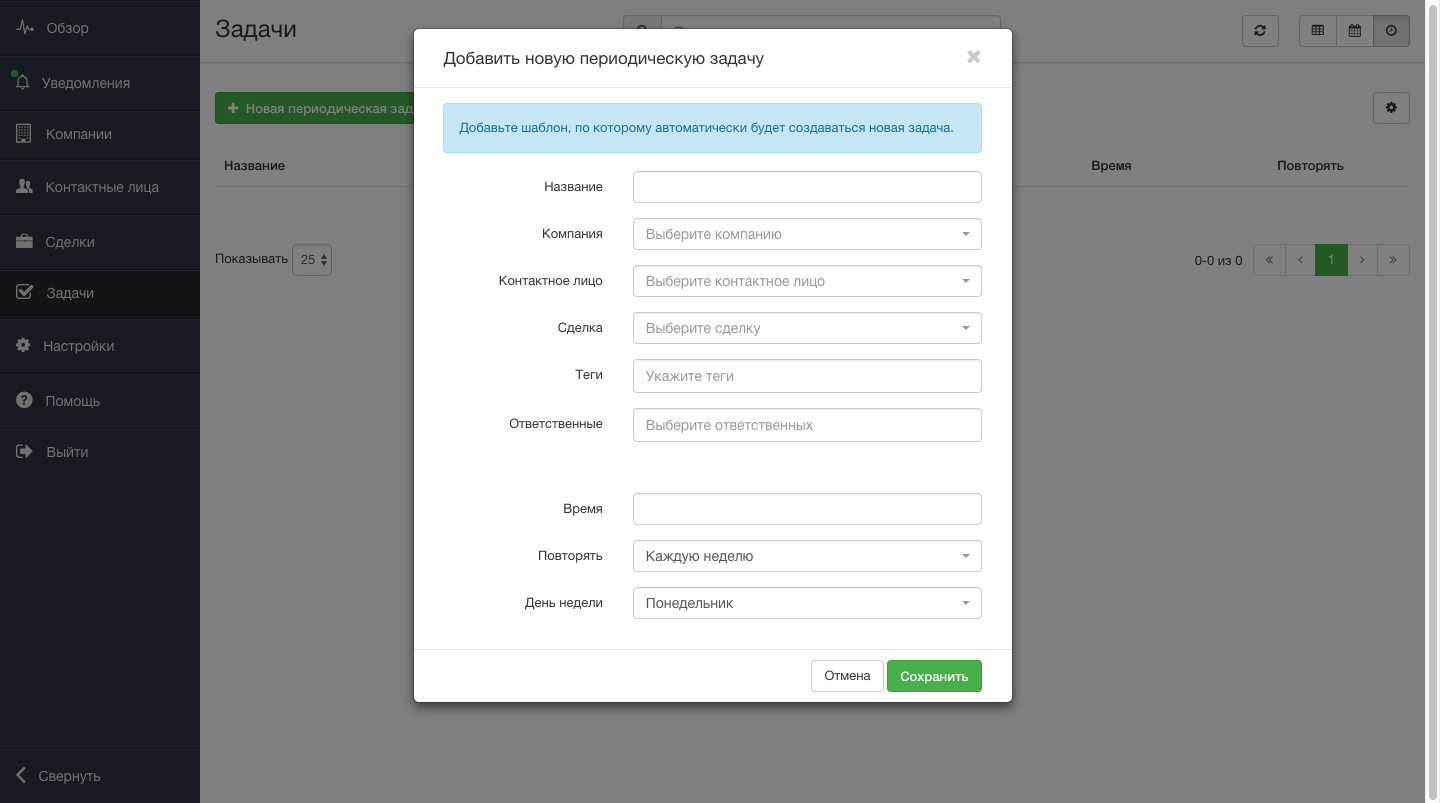 Обзор
Уведомления
Компании
Контактные лица
Сделки
Задачи
Настройки
Помощь
Выйти
Свернуть
Задачи
Новая периодическая зад
Название
Время
Повторять
Показывать 25
0-0 из 0
« ‹ 1 › »
Добавить новую периодическую задачу
Добавьте шаблон, по которому автоматически будет создаваться новая задача.
Название
Компания Выберите компанию
Контактное лицо Выберите контактное лицо
Сделка Выберите сделку
Теги Укажите теги
Ответственные Выберите ответственных
Время
Повторять Каждую неделю
День недели Понедельник
Отмена Сохранить